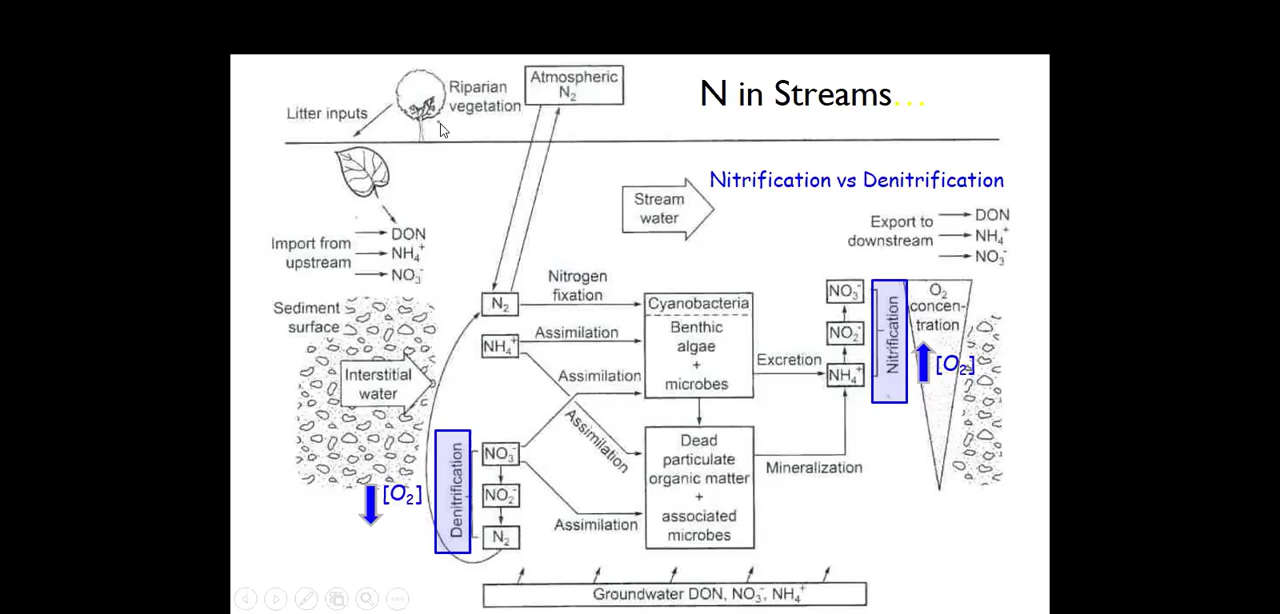 N in Streams...
Atmospheric
N₂
Riparian
vegetation
Litter inputs
Nitrification vs Denitrification
Stream
water
Import from
upstream
DON
NH₄⁺
NO₃⁻
Export to
downstream
DON
NH₄⁺
NO₃⁻
Sediment
surface
Interstitial
water
[O₂]
N₂
Nitrogen
fixation
NH₄⁺
Assimilation
Assimilation
Assimilation
Cyanobacteria
Benthic
algae
+
microbes
Excretion
NO₃⁻
NO₂⁻
NH₄⁺
Nitrification
O₂
concen-
tration
[O₂]
Denitrification
NO₃⁻
NO₂⁻
N₂
Assimilation
Dead
particulate
organic matter
+
associated
microbes
Mineralization
Groundwater DON, NO₃⁻, NH₄⁺